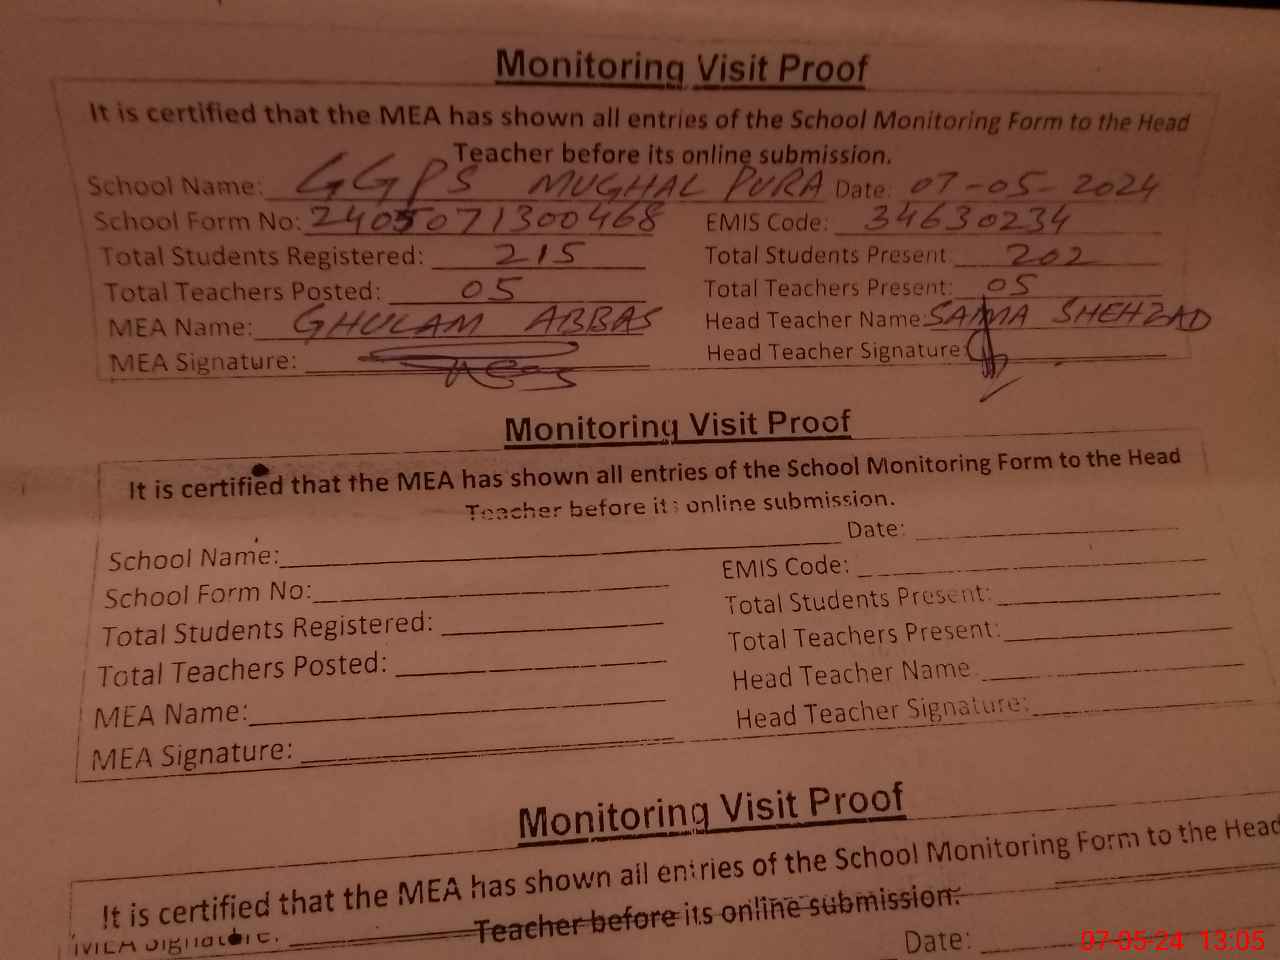 Monitoring Visit Proof
It is certified that the MEA has shown all entries of the School Monitoring Form to the Head
Teacher before its online submission.
School Name: GGPS MUGHAL PURA Date: 07-05-2024
School Form No: 2405071300468 EMIS Code: 34630234
Total Students Registered: 215 Total Students Present: 202
Total Teachers Posted: 05 Total Teachers Present: 05
MEA Name: GHULAM ABBAS Head Teacher Name: SAIMA SHEHZAD
MEA Signature: Head Teacher Signature:
Monitoring Visit Proof
It is certified that the MEA has shown all entries of the School Monitoring Form to the Head
Teacher before its online submission.
School Name: Date:
School Form No: EMIS Code:
Total Students Registered: Total Students Present:
Total Teachers Posted: Total Teachers Present:
MEA Name: Head Teacher Name
MEA Signature: Head Teacher Signature:
Monitoring Visit Proof
It is certified that the MEA has shown all entries of the School Monitoring Form to the Head
Teacher before its online submission.
MEA Signature: Date:
07-05-24 13:05